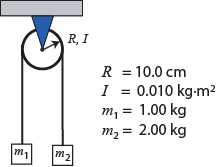 R, I
R = 10.0 cm
I = 0.010 kg·m²
m₁ = 1.00 kg
m₂ = 2.00 kg
m₁ m₂